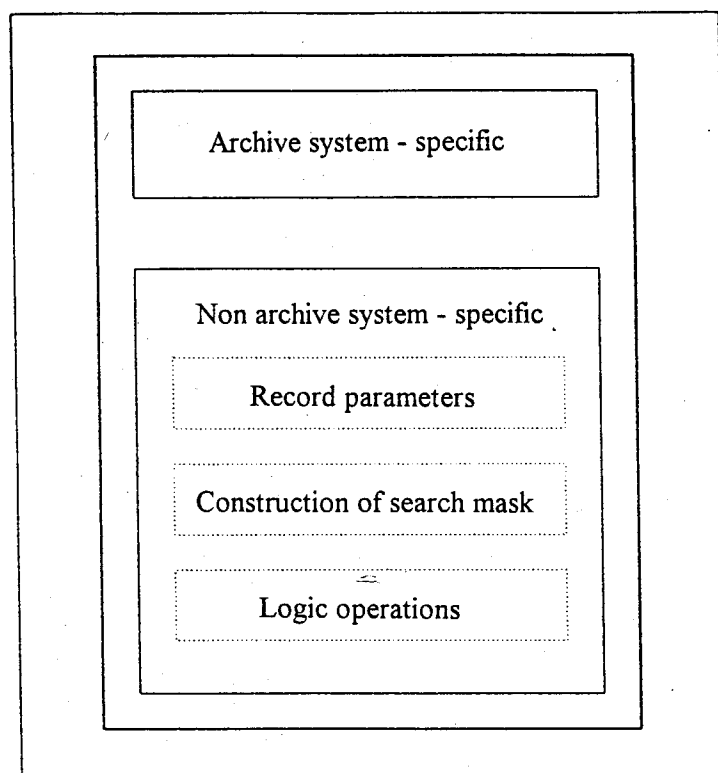 Archive system - specific
Non archive system - specific
Record parameters
Construction of search mask
Logic operations